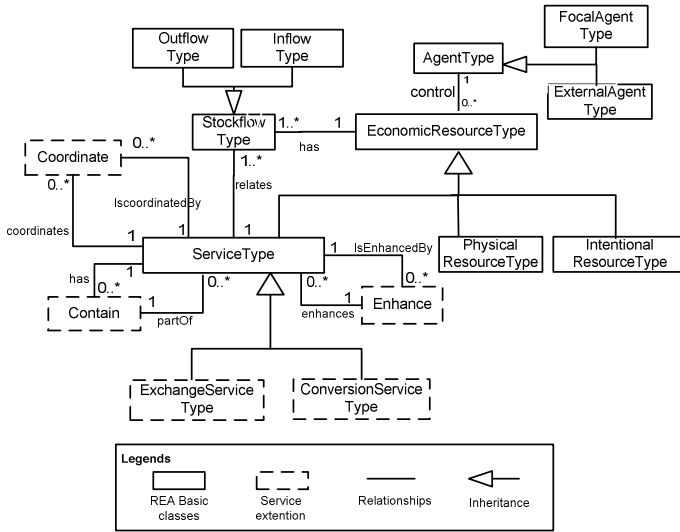 FocalAgent
Type
Outflow
Type
Inflow
Type
AgentType
1
control
0..*
ExternalAgent
Type
Stockflow
Type
1..*
1
has
EconomicResourceType
Coordinate
0..*
0..*
1..*
relates
IscoordinatedBy
coordinates
1
1
1
ServiceType
1
IsEnhancedBy
Physical
ResourceType
Intentional
ResourceType
has
1
0..*
0..*
0..*
0..*
Contain
1
partOf
1
enhances
Enhance
ExchangeService
Type
ConversionService
Type
Legends
REA Basic
classes
Service
extention
Relationships
Inheritance